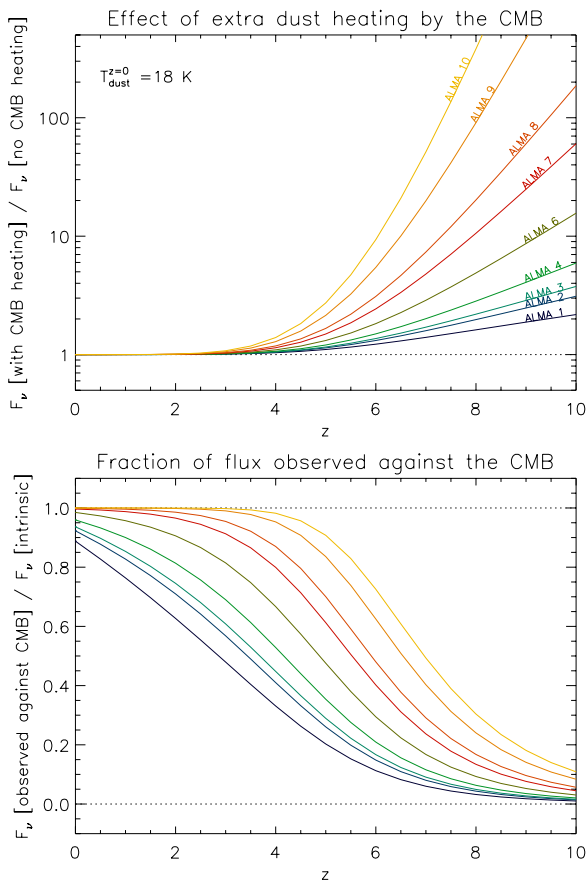 Effect of extra dust heating by the CMB
F_ν [with CMB heating] / F_ν [no CMB heating]
T_dust^z=0 = 18 K
100
10
1
ALMA 10
ALMA 9
ALMA 8
ALMA 7
ALMA 6
ALMA 4
ALMA 3
ALMA 2
ALMA 1
0 2 4 6 8 10
z
Fraction of flux observed against the CMB
F_ν [observed against CMB] / F_ν [intrinsic]
1.0
0.8
0.6
0.4
0.2
0.0
0 2 4 6 8 10
z